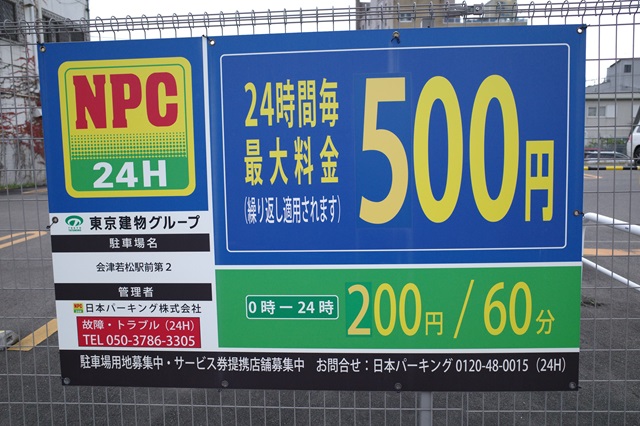 NPC
24H
24時間毎
最大料金
(繰り返し適用されます)
500円
東京建物グループ
駐車場名
会津若松駅前第2
管理者
NPC 24H 日本パーキング株式会社
故障・トラブル(24H)
TEL 050-3786-3305
0時ー24時 200円 / 60分
駐車場用地募集中・サービス券提携店舗募集中 お問合せ:日本パーキング 0120-48-0015(24H)